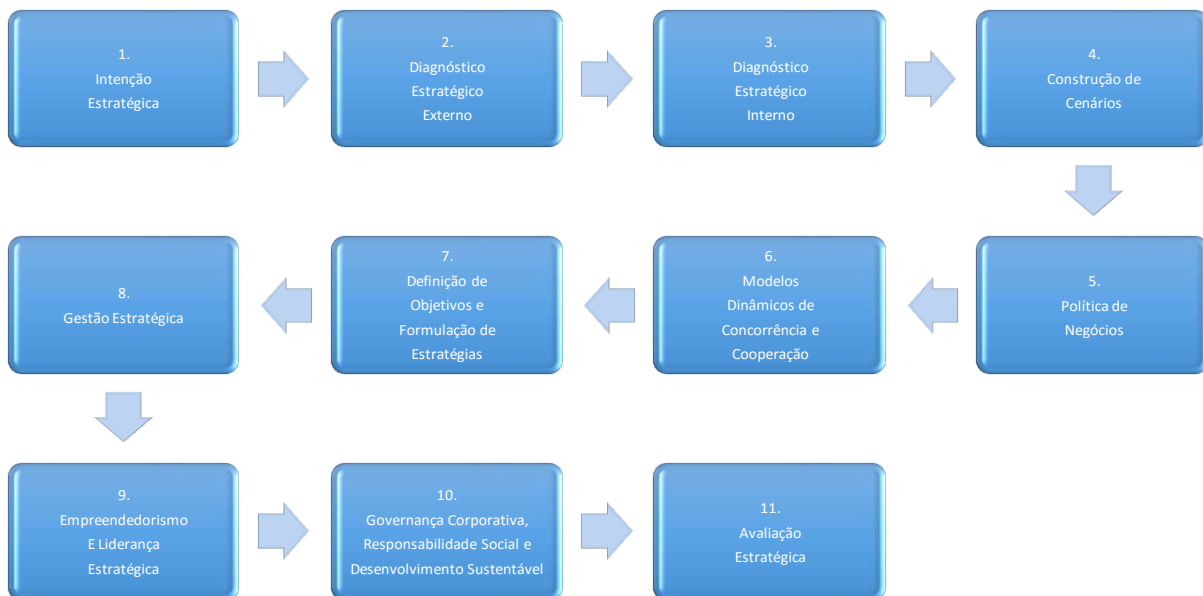 1.
Intenção
Estratégica
2.
Diagnóstico
Estratégico
Externo
3.
Diagnóstico
Estratégico
Interno
4.
Construção de
Cenários
5.
Política de
Negócios
6.
Modelos
Dinâmicos de
Concorrência e
Cooperação
7.
Definição de
Objetivos e
Formulação de
Estratégias
8.
Gestão Estratégica
9.
Empreendedorismo
E Liderança
Estratégica
10.
Governança Corporativa,
Responsabilidade Social e
Desenvolvimento Sustentável
11.
Avaliação
Estratégica